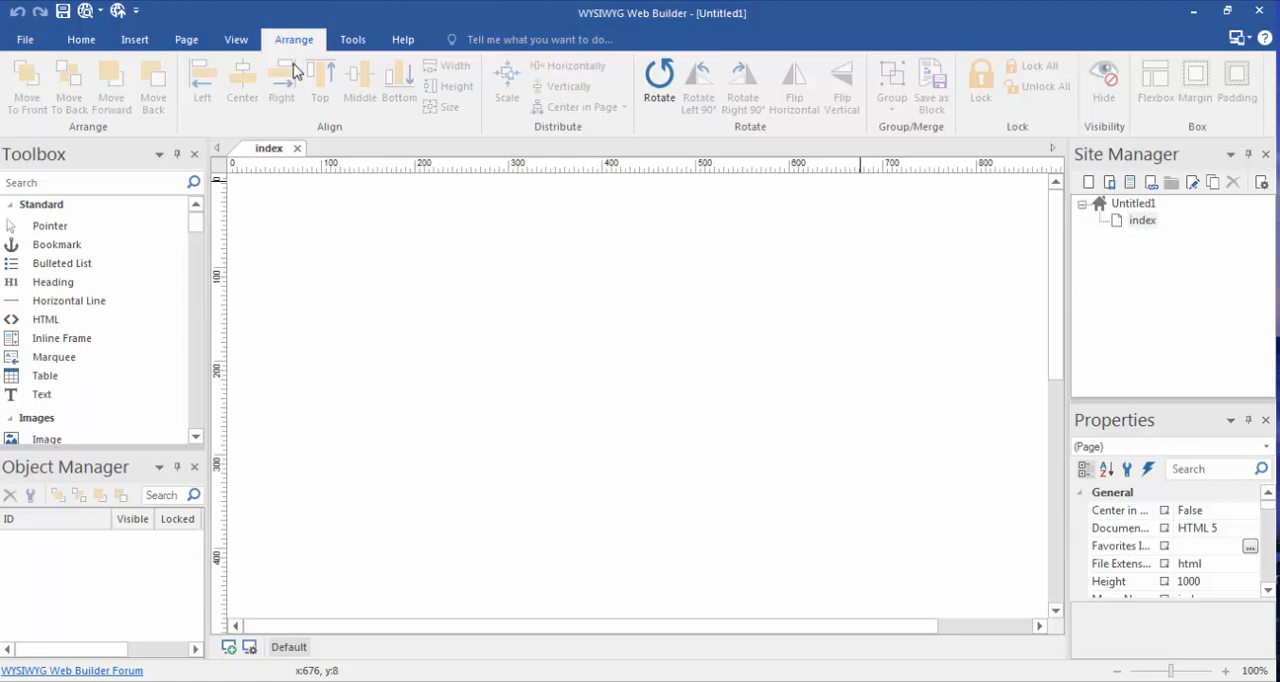 WYSIWYG Web Builder - [Untitled1]
File Home Insert Page View Arrange Tools Help Tell me what you want to do...
Move To Front
Move To Back
Move Forward
Move Back
Arrange
Left
Center
Right
Top
Middle
Bottom
Width
Height
Size
Align
Scale
Horizontally
Vertically
Center in Page
Distribute
Rotate
Rotate Left 90°
Rotate Right 90°
Flip Horizontal
Flip Vertical
Rotate
Group
Save as Block
Group/Merge
Lock
Lock All
Unlock All
Lock
Hide
Visibility
Flexbox
Margin
Padding
Box
Toolbox
Search
Standard
Pointer
Bookmark
Bulleted List
H1 Heading
Horizontal Line
HTML
Inline Frame
Marquee
Table
Text
Images
Image
Object Manager
Search
ID Visible Locked
index
0 100 200 300 400 500 600 700 800
0
100
200
300
400
Default
Site Manager
Untitled1
index
Properties
(Page)
Search
General
Center in ... False
Documen... HTML 5
Favorites I... ...
File Extens... html
Height 1000
WYSIWYG Web Builder Forum
x:676, y:8
100%